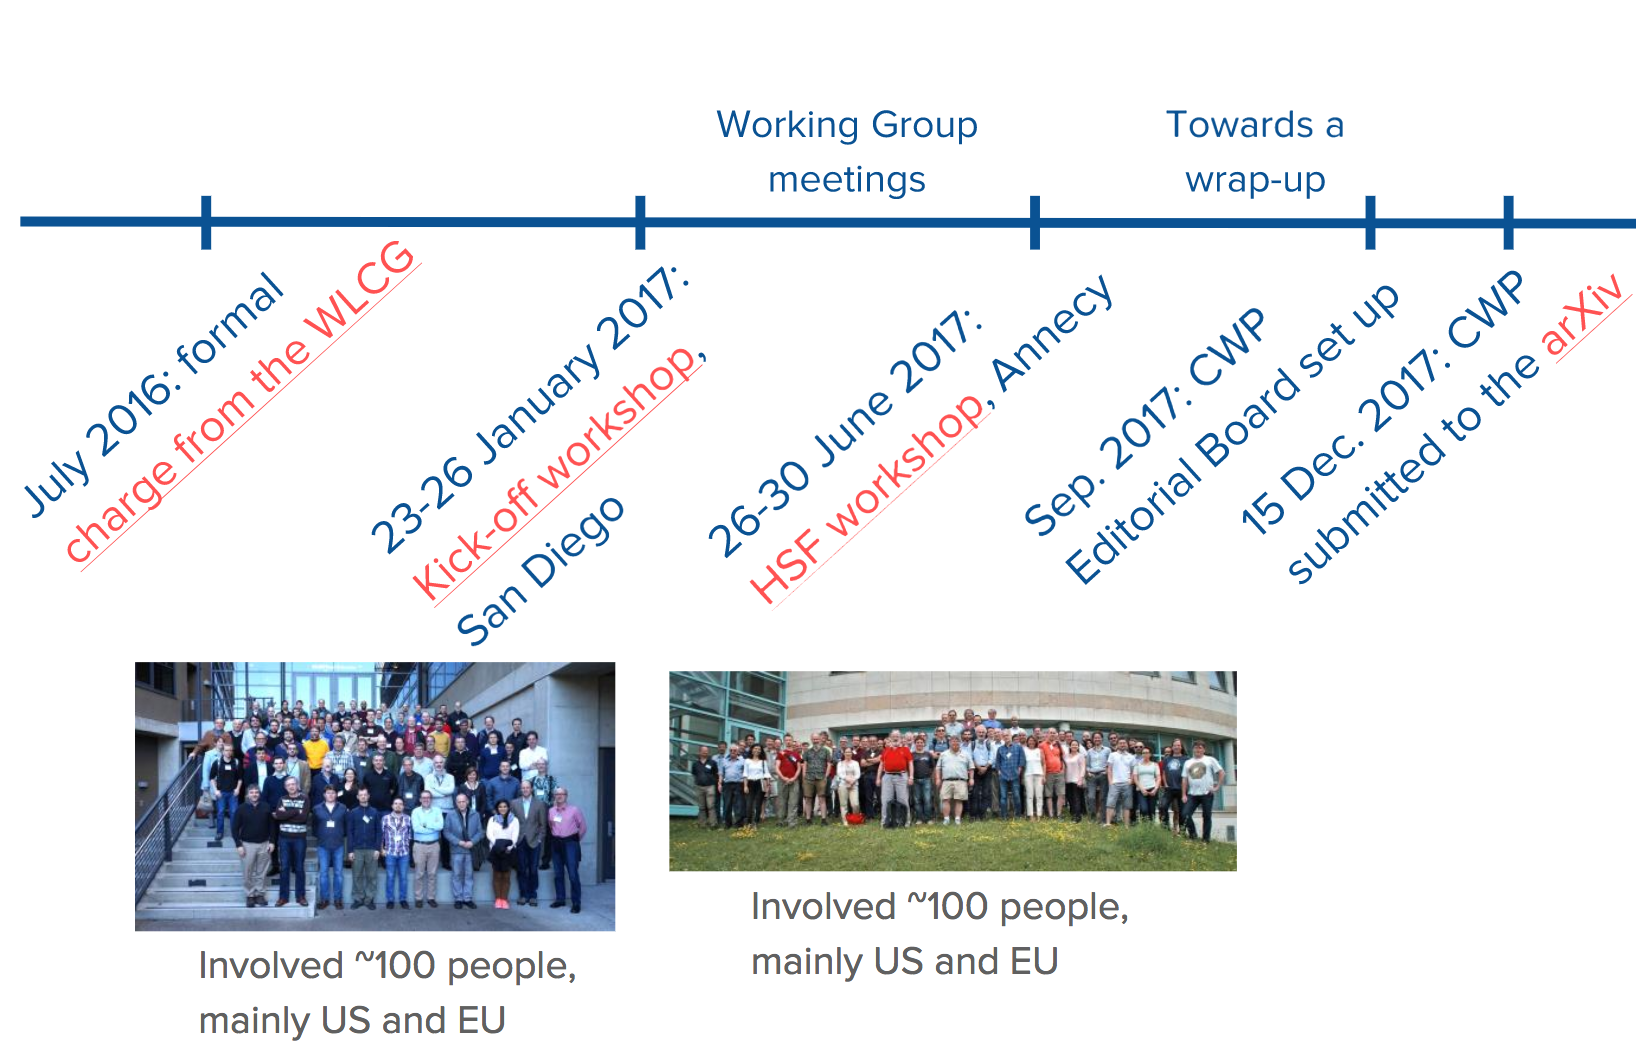 Working Group
meetings
Towards a
wrap-up
July 2016: formal
charge from the WLCG
23-26 January 2017:
Kick-off workshop,
San Diego
26-30 June 2017:
HSF workshop, Annecy
Sep. 2017: CWP
Editorial Board set up
15 Dec. 2017: CWP
submitted to the arXiv
Involved ~100 people,
mainly US and EU
Involved ~100 people,
mainly US and EU